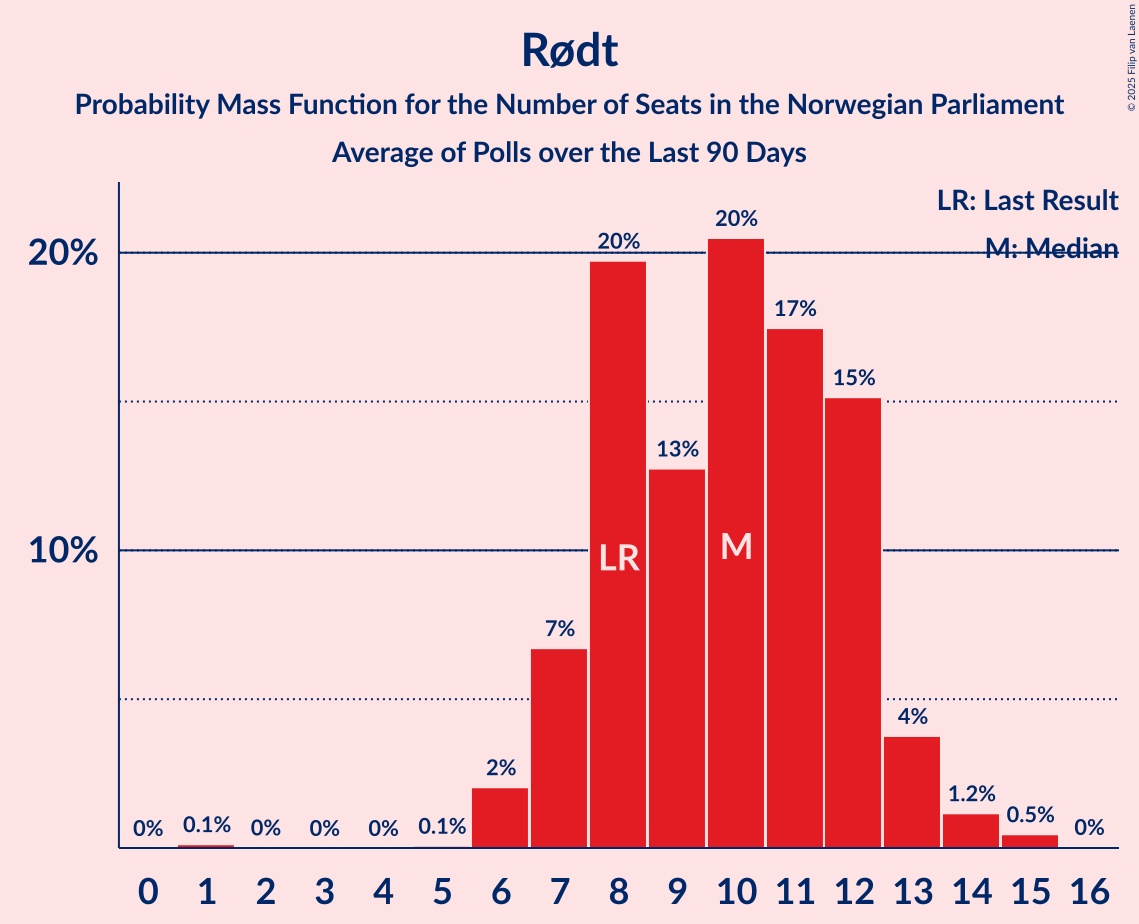 Rødt
Probability Mass Function for the Number of Seats in the Norwegian Parliament
Average of Polls over the Last 90 Days
© 2025 Filip van Laenen
LR: Last Result
M: Median
20%
10%
0%
0.1%
0%
0%
0%
0.1%
2%
7%
20%
13%
20%
17%
15%
4%
1.2%
0.5%
0%
LR
M
0 1 2 3 4 5 6 7 8 9 10 11 12 13 14 15 16